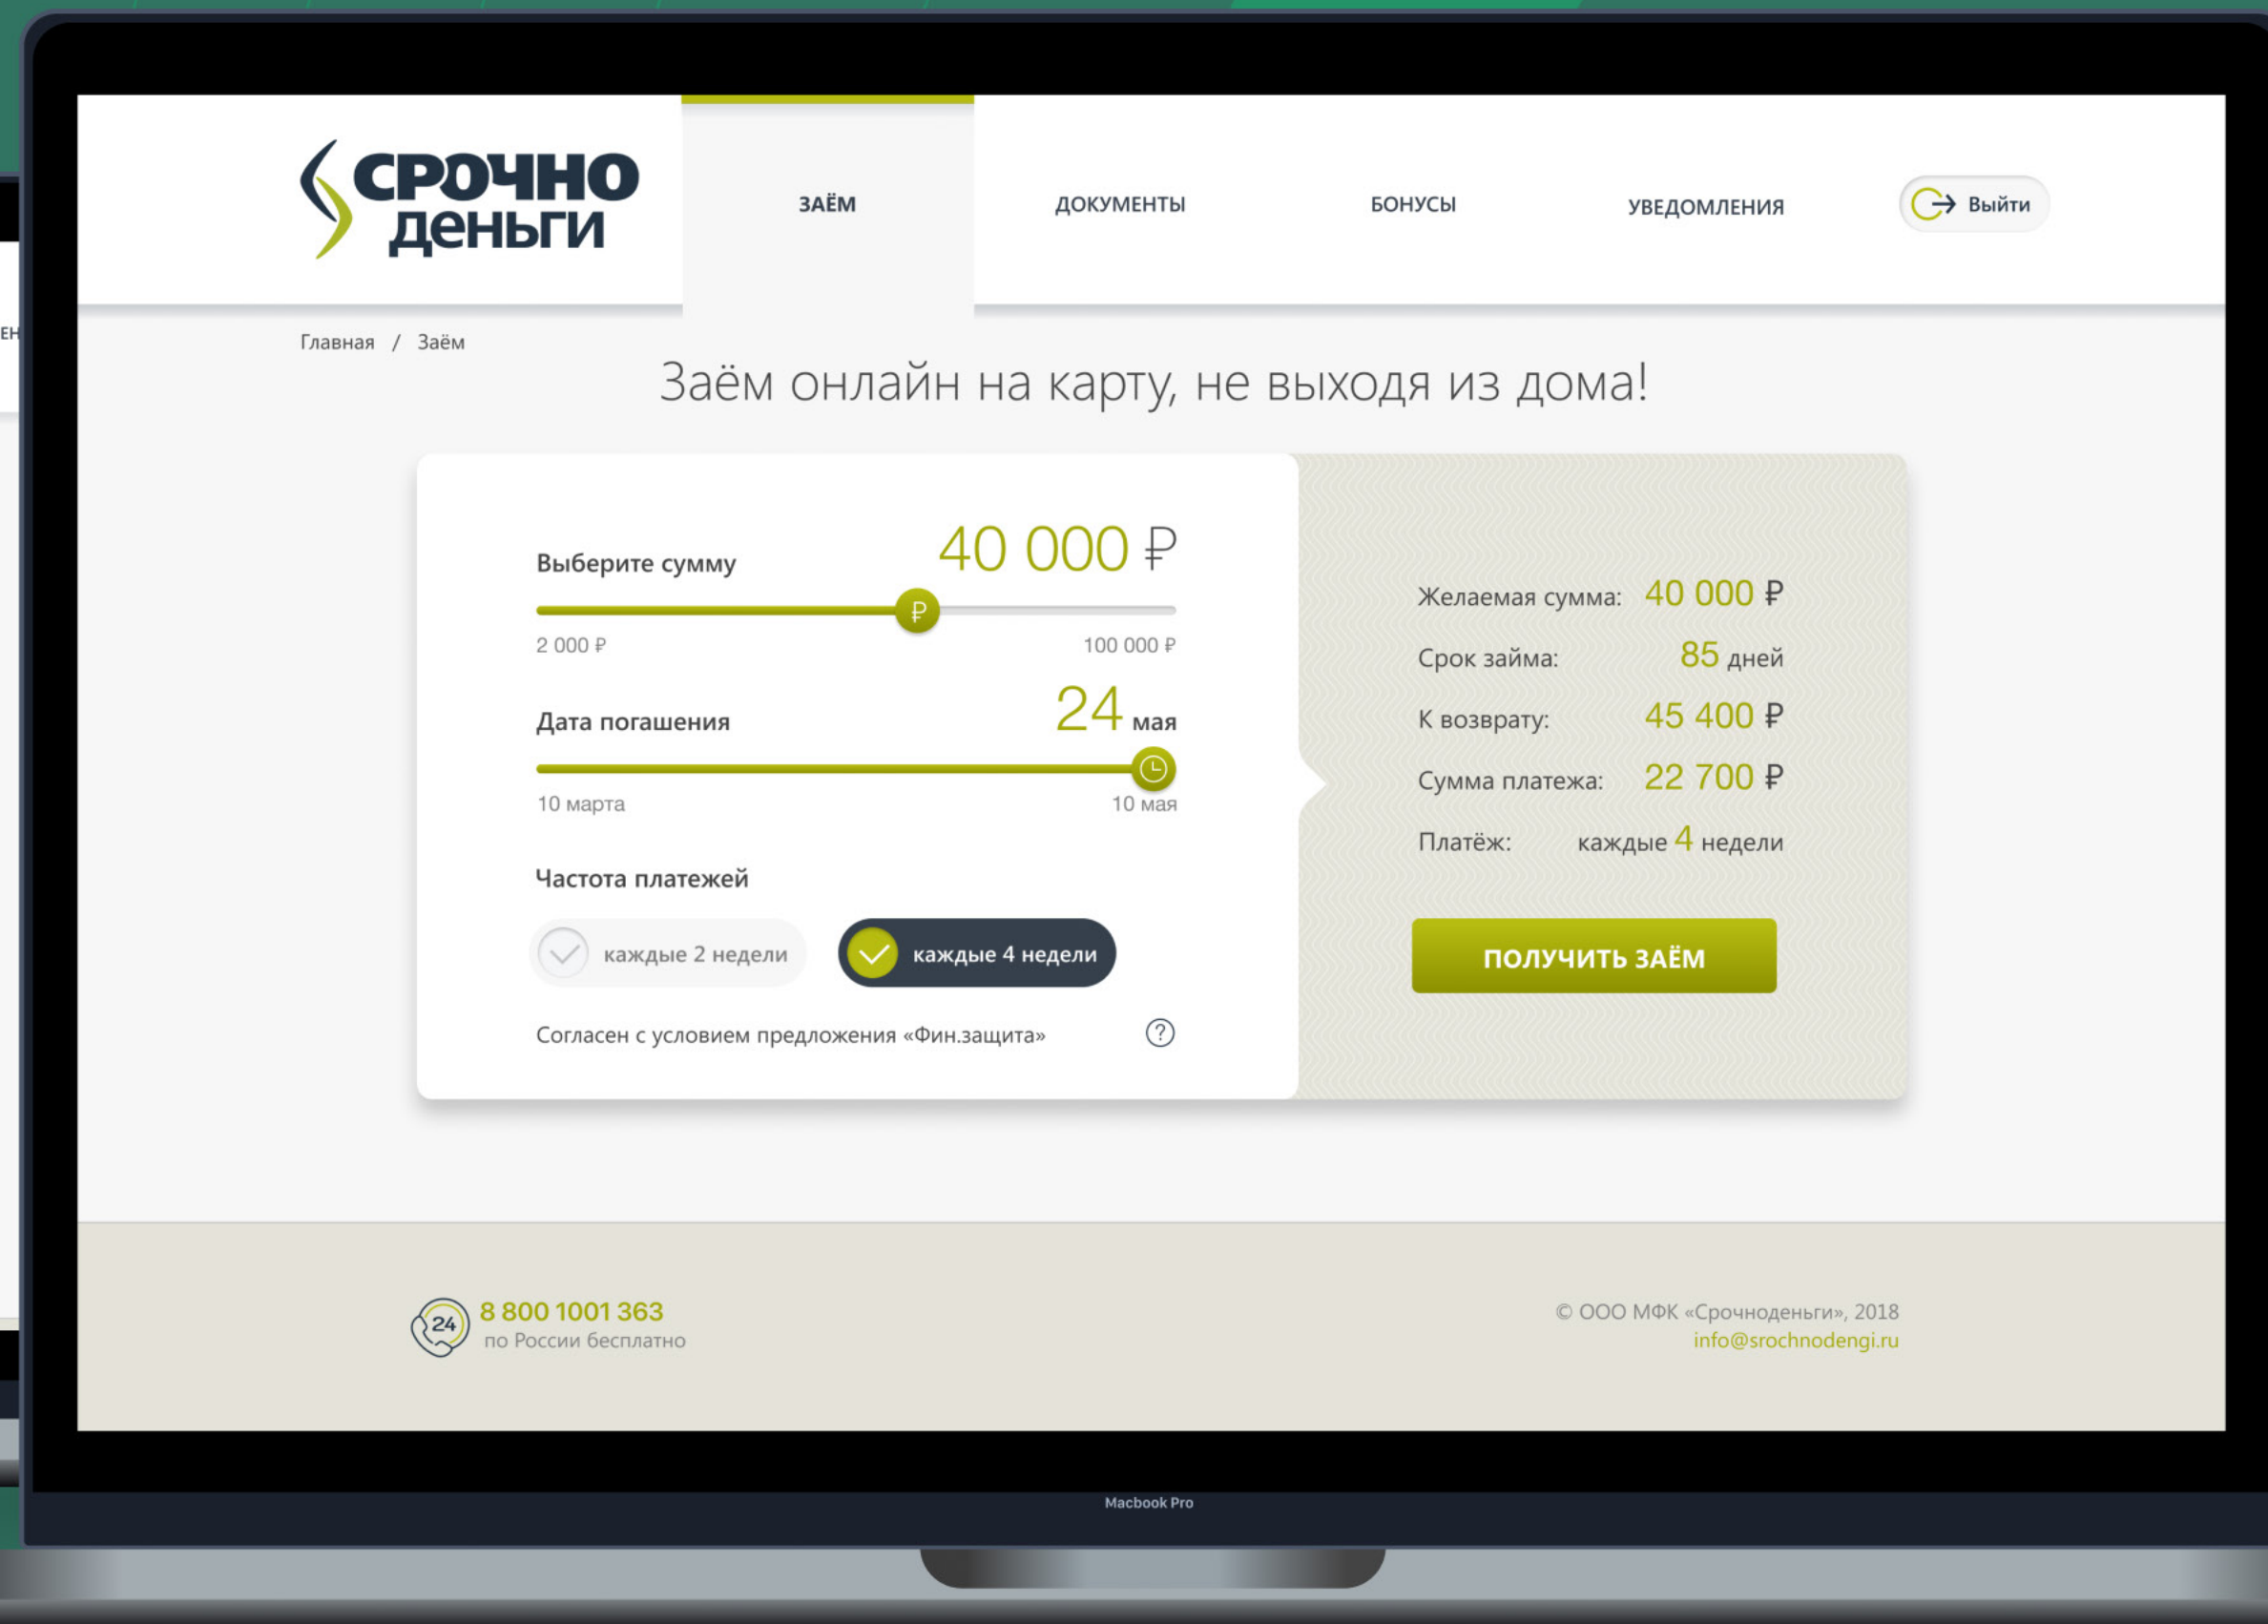 СРОЧНО
ДЕНЬГИ
ЗАЁМ
ДОКУМЕНТЫ
БОНУСЫ
УВЕДОМЛЕНИЯ
Выйти
ЕН
Главная / Заём
Заём онлайн на карту, не выходя из дома!
Выберите сумму 40 000 ₽
₽
2 000 ₽ 100 000 ₽
Дата погашения 24 мая
10 марта 10 мая
Частота платежей
каждые 2 недели каждые 4 недели
Согласен с условием предложения «Фин.защита» ?
Желаемая сумма: 40 000 ₽
Срок займа: 85 дней
К возврату: 45 400 ₽
Сумма платежа: 22 700 ₽
Платёж: каждые 4 недели
ПОЛУЧИТЬ ЗАЁМ
24
8 800 1001 363
по России бесплатно
© ООО МФК «Срочноденьги», 2018
info@srochnodengi.ru
Macbook Pro